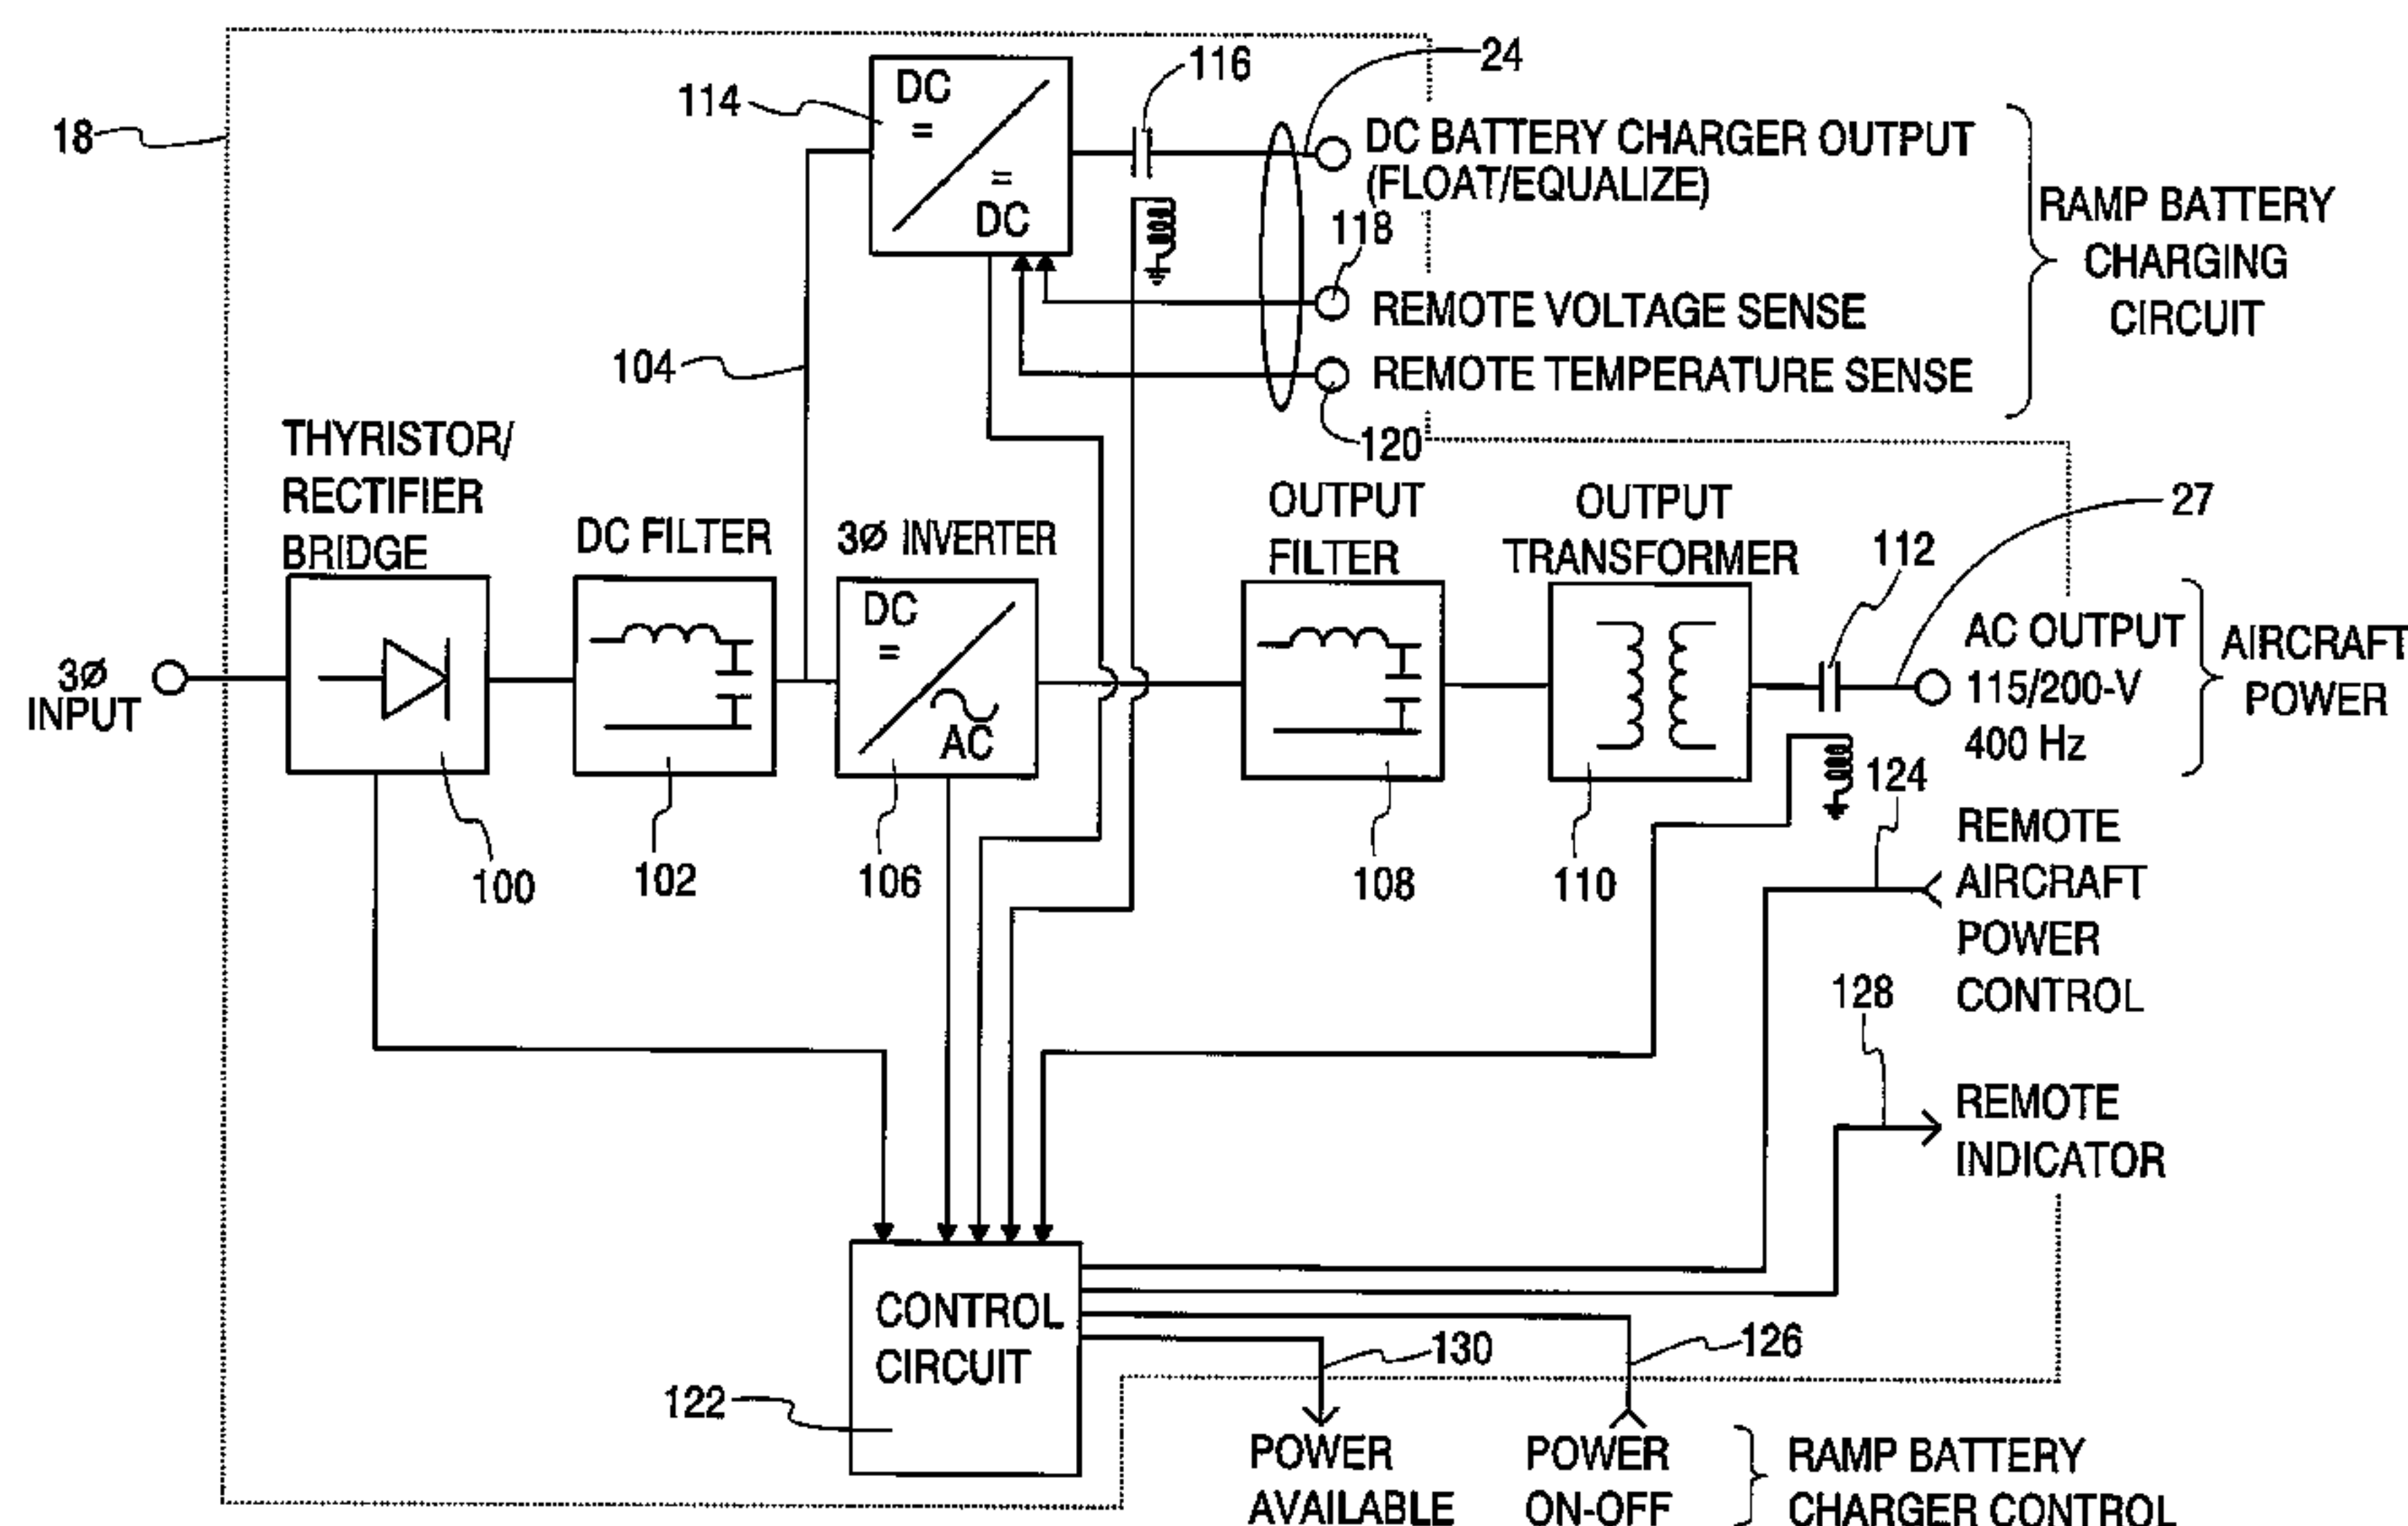 18
114
DC
=
=
DC
116
24
DC BATTERY CHARGER OUTPUT
(FLOAT/EQUALIZE)
118
REMOTE VOLTAGE SENSE
REMOTE TEMPERATURE SENSE
120
RAMP BATTERY
CHARGING
CIRCUIT
104
THYRISTOR/
RECTIFIER
BRIDGE
DC FILTER
3Ø INVERTER
OUTPUT
FILTER
OUTPUT
TRANSFORMER
112
27
3Ø
INPUT
DC
=
AC
AC OUTPUT
115/200-V
400 Hz
AIRCRAFT
POWER
100
102
106
108
110
124
REMOTE
AIRCRAFT
POWER
CONTROL
128
REMOTE
INDICATOR
CONTROL
CIRCUIT
122
130
126
POWER
AVAILABLE
POWER
ON-OFF
RAMP BATTERY
CHARGER CONTROL